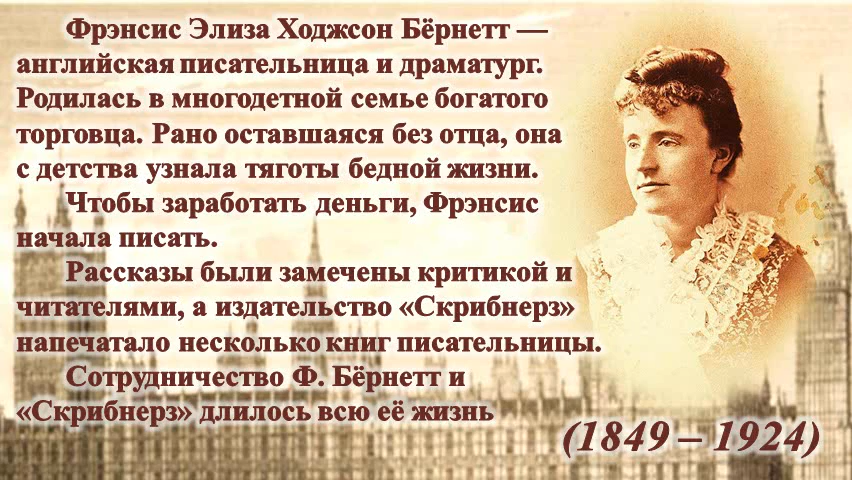 Фрэнсис Элиза Ходжсон Бёрнетт —
английская писательница и драматург.
Родилась в многодетной семье богатого
торговца. Рано оставшаяся без отца, она
с детства узнала тяготы бедной жизни.
Чтобы заработать деньги, Фрэнсис
начала писать.
Рассказы были замечены критикой и
читателями, а издательство «Скрибнерз»
напечатало несколько книг писательницы.
Сотрудничество Ф. Бёрнетт и
«Скрибнерз» длилось всю её жизнь
(1849 – 1924)